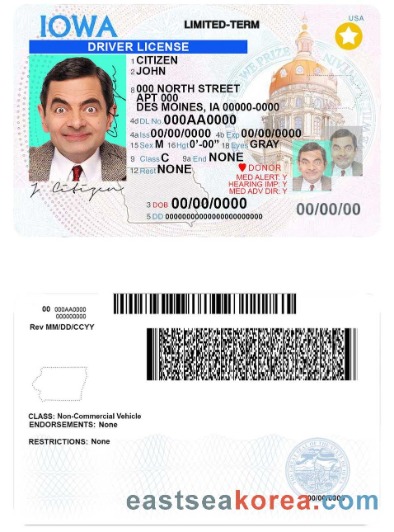 IOWA
LIMITED-TERM
USA
DRIVER LICENSE
1 CITIZEN
2 JOHN
8 000 NORTH STREET
APT 000
DES MOINES, IA 00000-0000
4d DL No. 000AA0000
4a Iss 00/00/0000 4b Exp 00/00/0000
15 Sex M 16 Hgt 0'-00" 18 Eyes GRAY
9 Class C 9a End NONE
12 Rest NONE
DONOR
MED ALERT: Y
HEARING IMP: Y
MED ADV DIR: Y
J. Citizen
3 DOB 00/00/0000
00/00/00
5 DD
00 000AA0000
000000000
Rev MM/DD/CCYY
CLASS: Non-Commercial Vehicle
ENDORSEMENTS: None
RESTRICTIONS: None
00/00/0000
eastseakorea.com